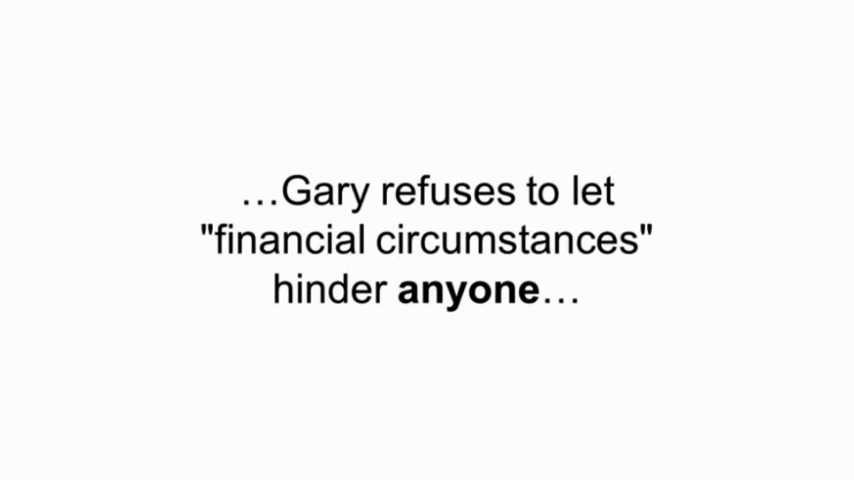 …Gary refuses to let
"financial circumstances"
hinder anyone…